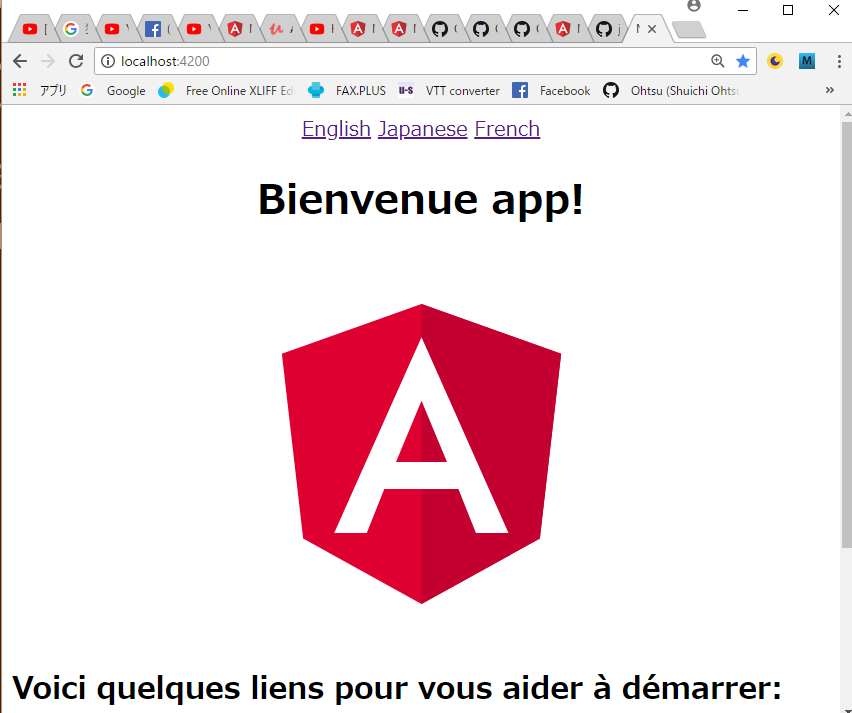 localhost:4200
アプリ Google Free Online XLIFF Ed FAX.PLUS U-S VTT converter Facebook Ohtsu (Shuichi Ohtsu »
English Japanese French
Bienvenue app!
Voici quelques liens pour vous aider à démarrer: